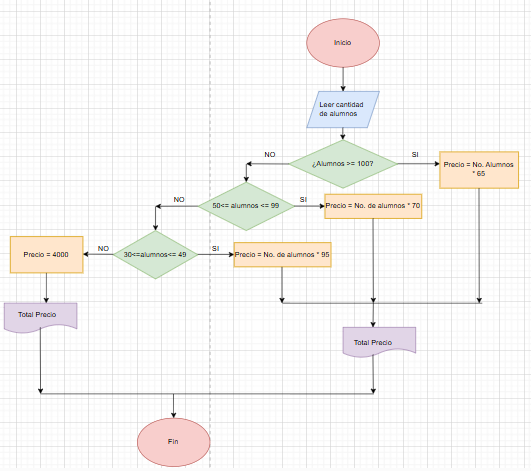 Inicio
Leer cantidad
de alumnos
¿Alumnos >= 100?
NO
SI
Precio = No. Alumnos
* 65
50<= alumnos <= 99
NO
SI
Precio = No. de alumnos * 70
30<=alumnos<= 49
NO
SI
Precio = 4000
Precio = No. de alumnos * 95
Total Precio
Total Precio
Fin